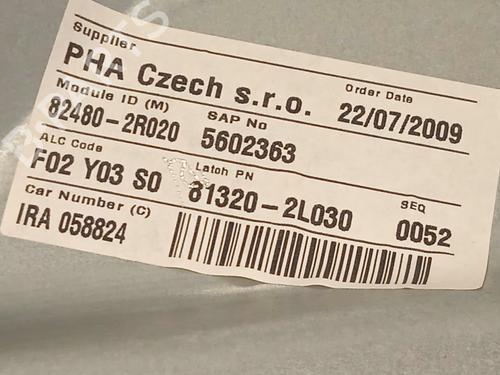 Supplier
PHA Czech s.r.o.
Order Date
22/07/2009
Module ID (M)
82480-2R020
SAP No
5602363
ALC Code
F02 Y03 S0
Latch PN
81320-2L030
SEQ
0052
Car Number (C)
IRA 058824